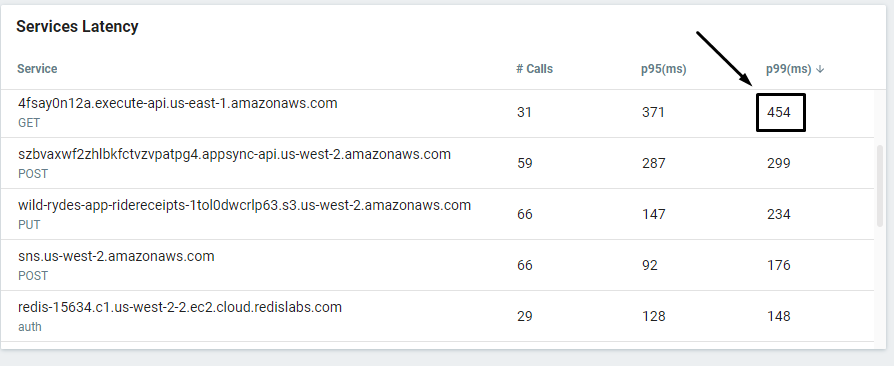 Services Latency
Service # Calls p95(ms) p99(ms) ↓
4fsay0n12a.execute-api.us-east-1.amazonaws.com
GET 31 371 454
szbvaxwf2zhlbkfctvzvpatpg4.appsync-api.us-west-2.amazonaws.com
POST 59 287 299
wild-rydes-app-ridereceipts-1tol0dwcrlp63.s3.us-west-2.amazonaws.com
PUT 66 147 234
sns.us-west-2.amazonaws.com
POST 66 92 176
redis-15634.c1.us-west-2-2.ec2.cloud.redislabs.com
auth 29 128 148